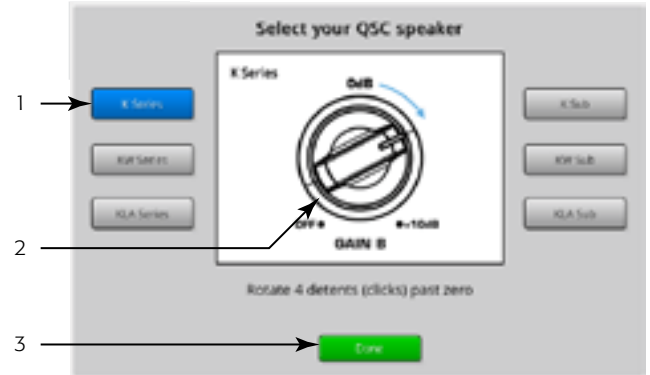 Select your QSC speaker
K Series
0dB
1
K Series
K Sub
KW Series
KW Sub
KLA Series
KLA Sub
OFF
+10dB
2
GAIN B
Rotate 4 detents (clicks) past zero
3
Done